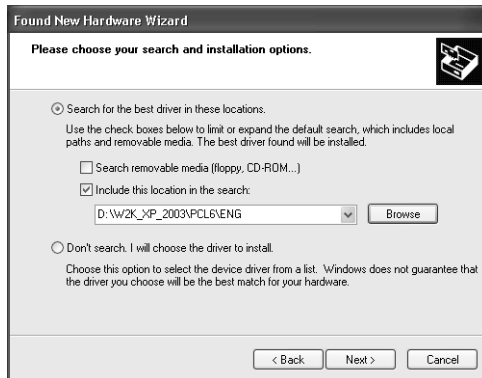 Found New Hardware Wizard
Please choose your search and installation options.
Search for the best driver in these locations.
Use the check boxes below to limit or expand the default search, which includes local
paths and removable media. The best driver found will be installed.
Search removable media (floppy, CD-ROM...)
Include this location in the search:
D:\W2K_XP_2003\PCL6\ENG
Browse
Don't search. I will choose the driver to install.
Choose this option to select the device driver from a list. Windows does not guarantee that
the driver you choose will be the best match for your hardware.
< Back
Next >
Cancel